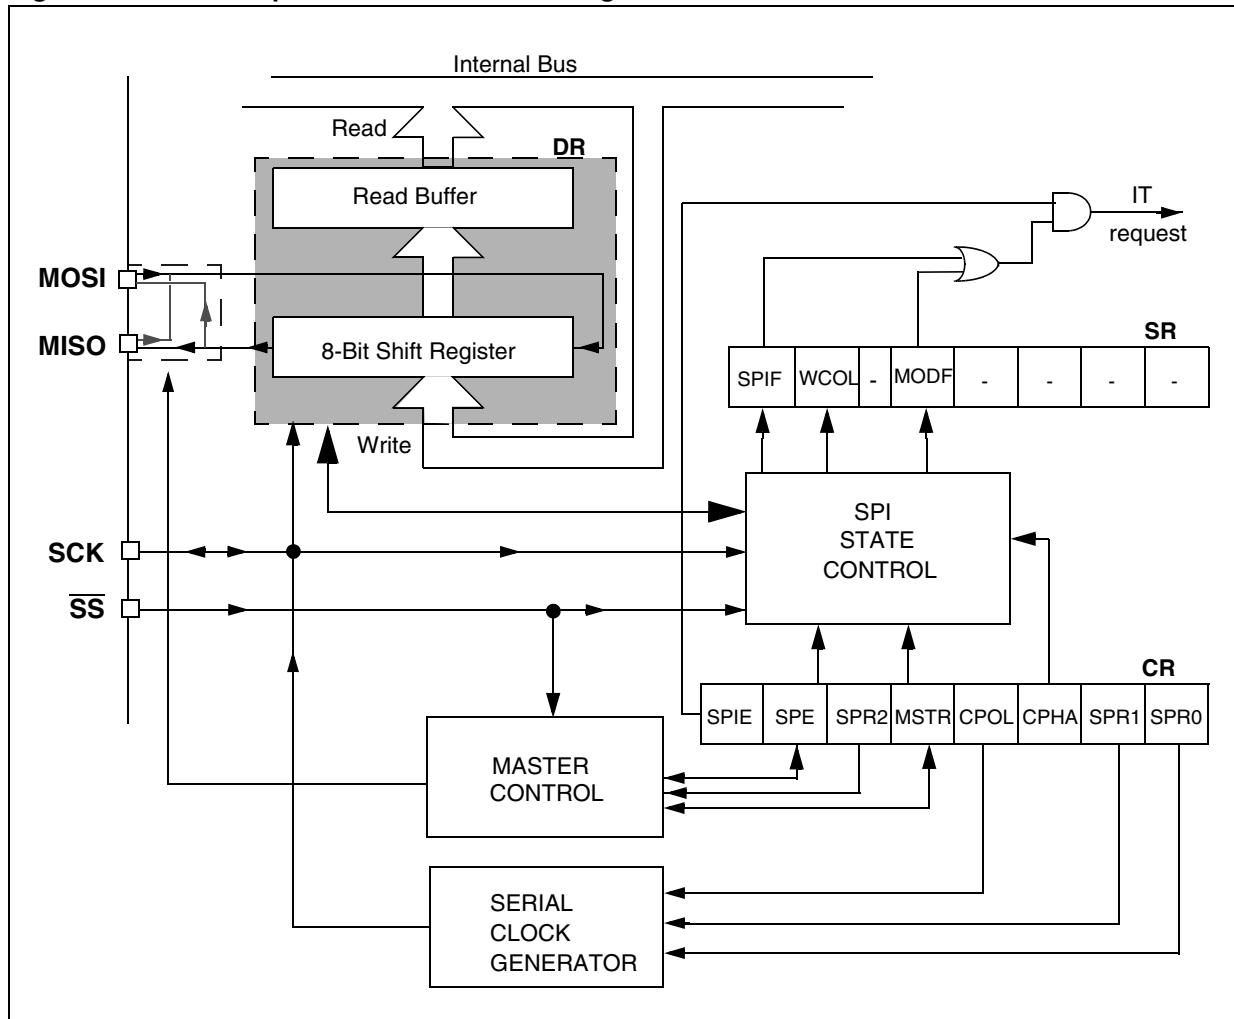 Internal Bus
Read
DR
Read Buffer
IT
request
MOSI
MISO
8-Bit Shift Register
SR
SPIF WCOL - MODF - - - -
Write
SPI
STATE
CONTROL
SCK
SS
CR
SPIE SPE SPR2 MSTR CPOL CPHA SPR1 SPR0
MASTER
CONTROL
SERIAL
CLOCK
GENERATOR